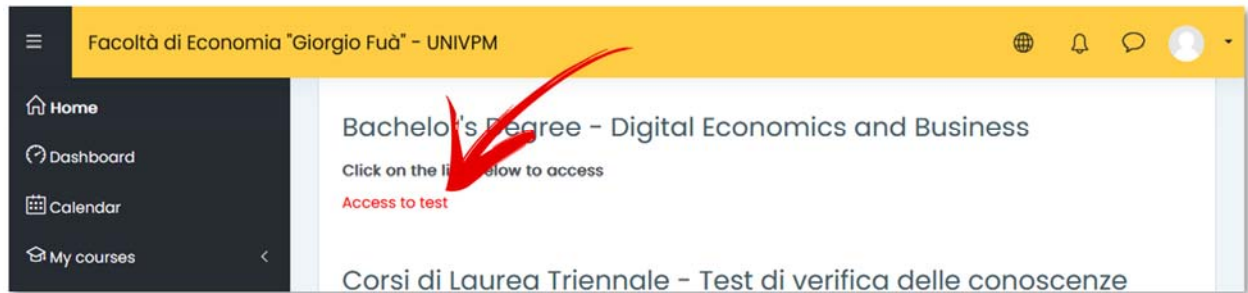 Facoltà di Economia "Giorgio Fuà" - UNIVPM
Home
Dashboard
Calendar
My courses
Bachelor's Degree - Digital Economics and Business
Click on the link below to access
Access to test
Corsi di Laurea Triennale - Test di verifica delle conoscenze